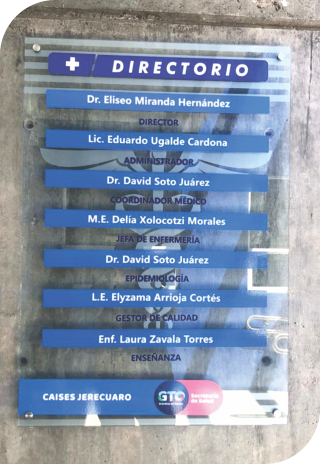 DIRECTORIO
Dr. Eliseo Miranda Hernández
DIRECTOR
Lic. Eduardo Ugalde Cardona
ADMINISTRADOR
Dr. David Soto Juárez
COORDINADOR MÉDICO
M.E. Delía Xolocotzi Morales
JEFA DE ENFERMERÍA
Dr. David Soto Juárez
EPIDEMIOLOGÍA
L.E. Elyzama Arrioja Cortés
GESTOR DE CALIDAD
Enf. Laura Zavala Torres
ENSEÑANZA
CAISES JERECUARO
GTO
Secretaría
de Salud